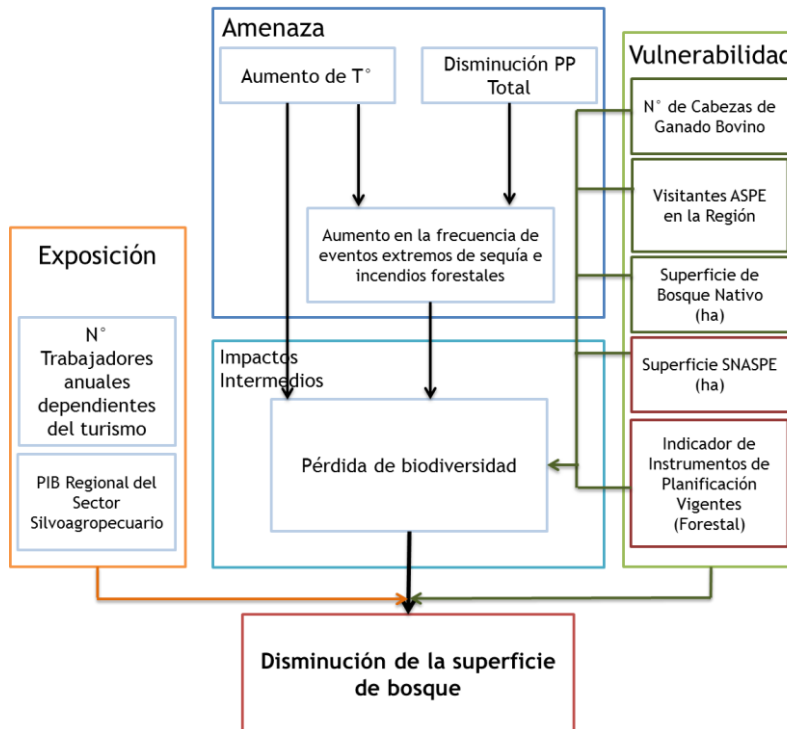 Amenaza
Aumento de T°
Disminución PP
Total
Aumento en la frecuencia de
eventos extremos de sequía e
incendios forestales
Exposición
N°
Trabajadores
anuales
dependientes
del turismo
PIB Regional del
Sector
Silvoagropecuario
Impactos
Intermedios
Pérdida de biodiversidad
Vulnerabilidad
N° de Cabezas de
Ganado Bovino
Visitantes ASPE
en la Región
Superficie de
Bosque Nativo
(ha)
Superficie SNASPE
(ha)
Indicador de
Instrumentos de
Planificación
Vigentes
(Forestal)
Disminución de la superficie
de bosque